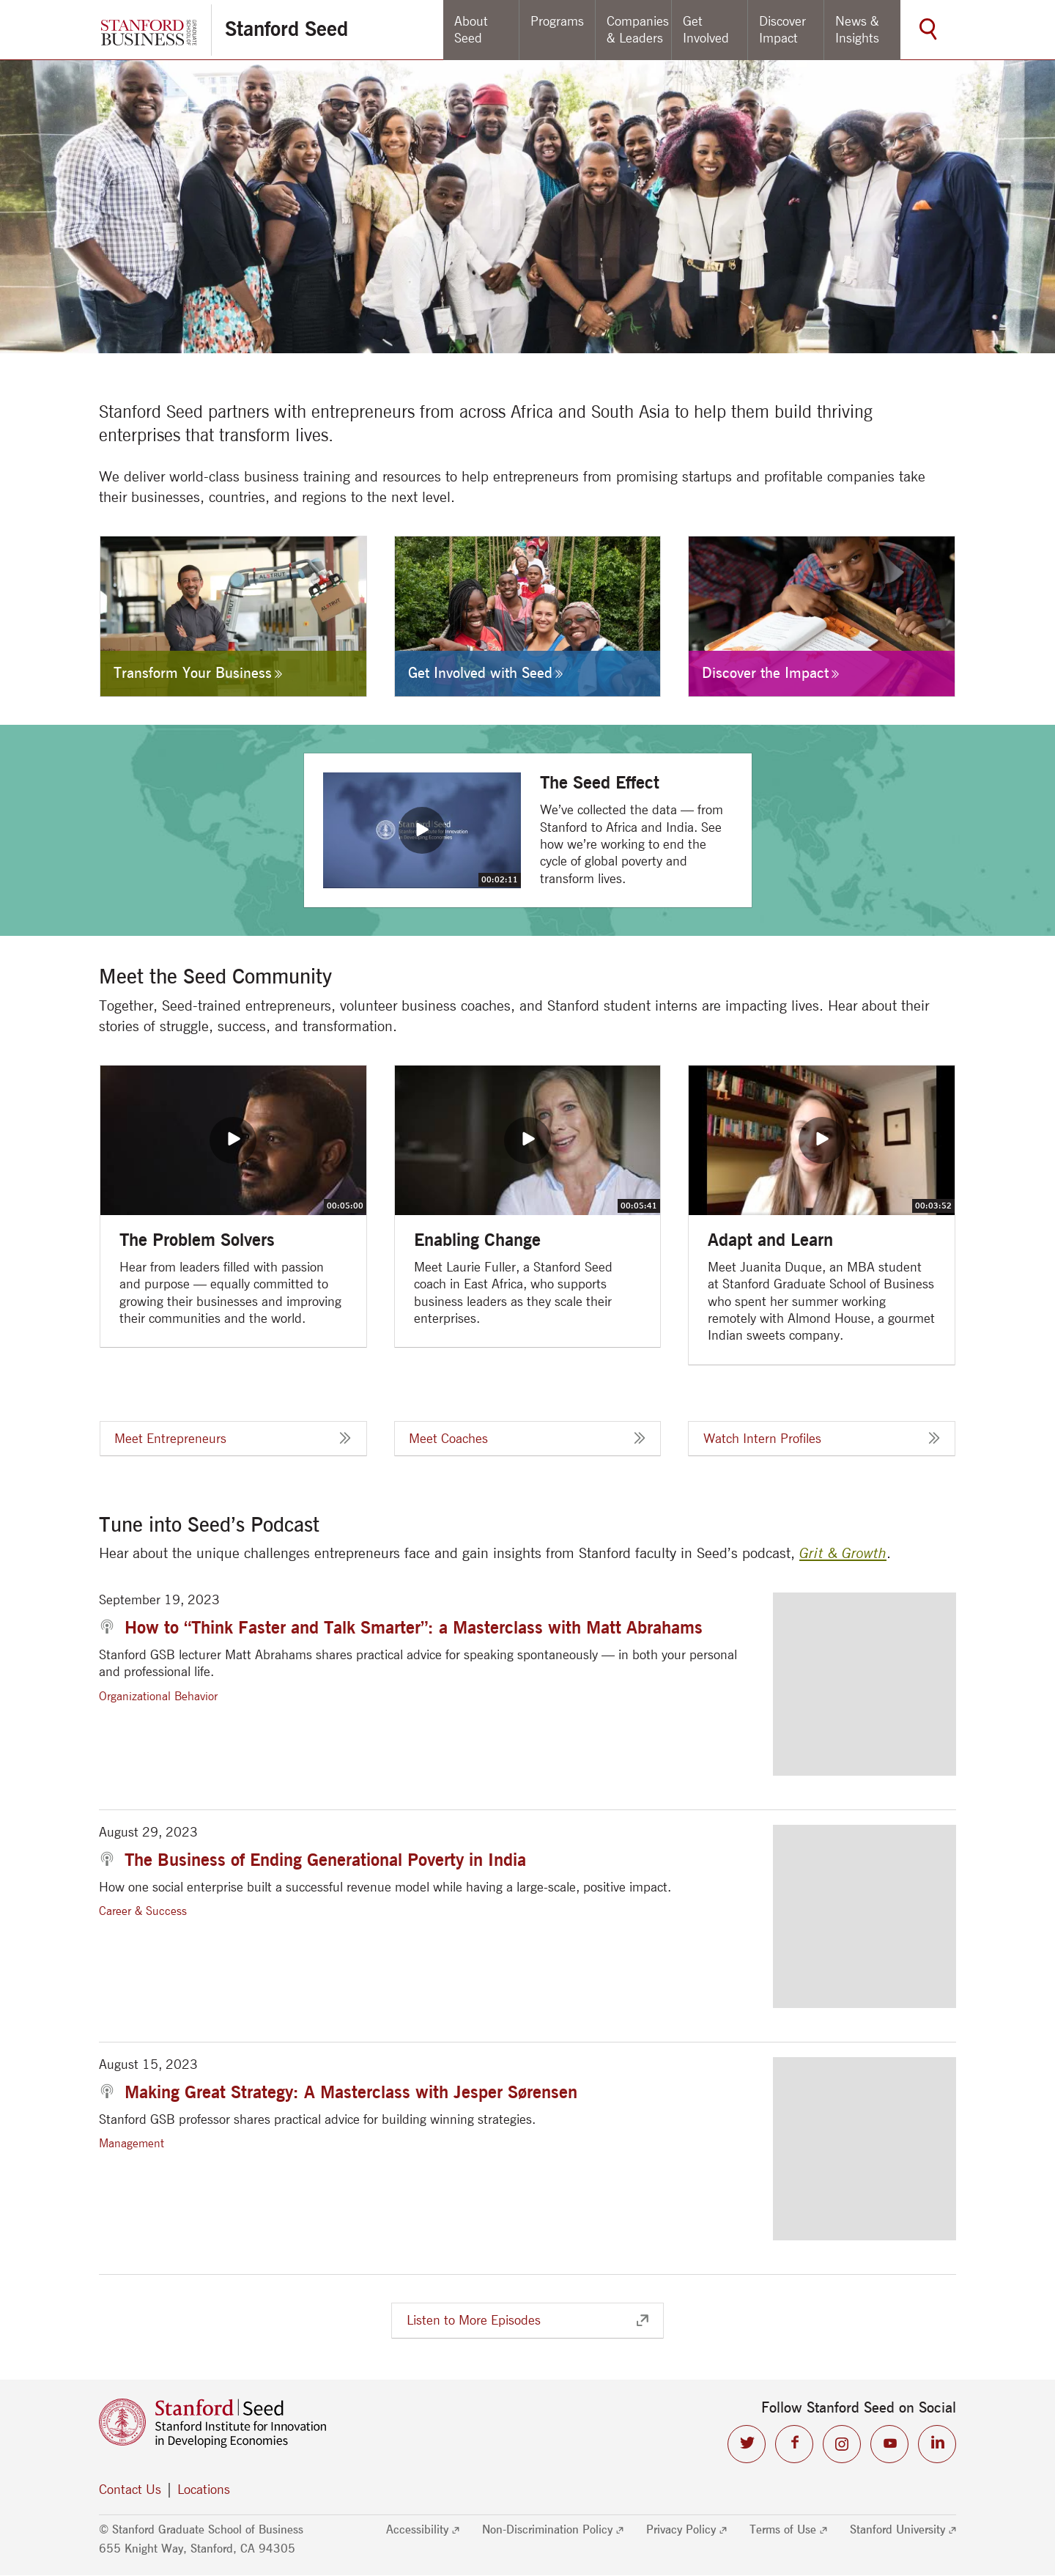 STANFORD
BUSINESS
GRADUATE
SCHOOL OF
Stanford Seed
About
Seed
Programs
Companies
& Leaders
Get
Involved
Discover
Impact
News &
Insights
Stanford Seed partners with entrepreneurs from across Africa and South Asia to help them build thriving
enterprises that transform lives.
We deliver world-class business training and resources to help entrepreneurs from promising startups and profitable companies take
their businesses, countries, and regions to the next level.
Transform Your Business
Get Involved with Seed
Discover the Impact
00:02:11
The Seed Effect
We’ve collected the data — from
Stanford to Africa and India. See
how we’re working to end the
cycle of global poverty and
transform lives.
Meet the Seed Community
Together, Seed-trained entrepreneurs, volunteer business coaches, and Stanford student interns are impacting lives. Hear about their
stories of struggle, success, and transformation.
00:05:00
The Problem Solvers
Hear from leaders filled with passion
and purpose — equally committed to
growing their businesses and improving
their communities and the world.
00:05:41
Enabling Change
Meet Laurie Fuller, a Stanford Seed
coach in East Africa, who supports
business leaders as they scale their
enterprises.
00:03:52
Adapt and Learn
Meet Juanita Duque, an MBA student
at Stanford Graduate School of Business
who spent her summer working
remotely with Almond House, a gourmet
Indian sweets company.
Meet Entrepreneurs
Meet Coaches
Watch Intern Profiles
Tune into Seed’s Podcast
Hear about the unique challenges entrepreneurs face and gain insights from Stanford faculty in Seed’s podcast, Grit & Growth.
September 19, 2023
How to “Think Faster and Talk Smarter”: a Masterclass with Matt Abrahams
Stanford GSB lecturer Matt Abrahams shares practical advice for speaking spontaneously — in both your personal
and professional life.
Organizational Behavior
August 29, 2023
The Business of Ending Generational Poverty in India
How one social enterprise built a successful revenue model while having a large-scale, positive impact.
Career & Success
August 15, 2023
Making Great Strategy: A Masterclass with Jesper Sørensen
Stanford GSB professor shares practical advice for building winning strategies.
Management
Listen to More Episodes
Stanford | Seed
Stanford Institute for Innovation
in Developing Economies
Follow Stanford Seed on Social
Contact Us | Locations
© Stanford Graduate School of Business
655 Knight Way, Stanford, CA 94305
Accessibility
Non-Discrimination Policy
Privacy Policy
Terms of Use
Stanford University